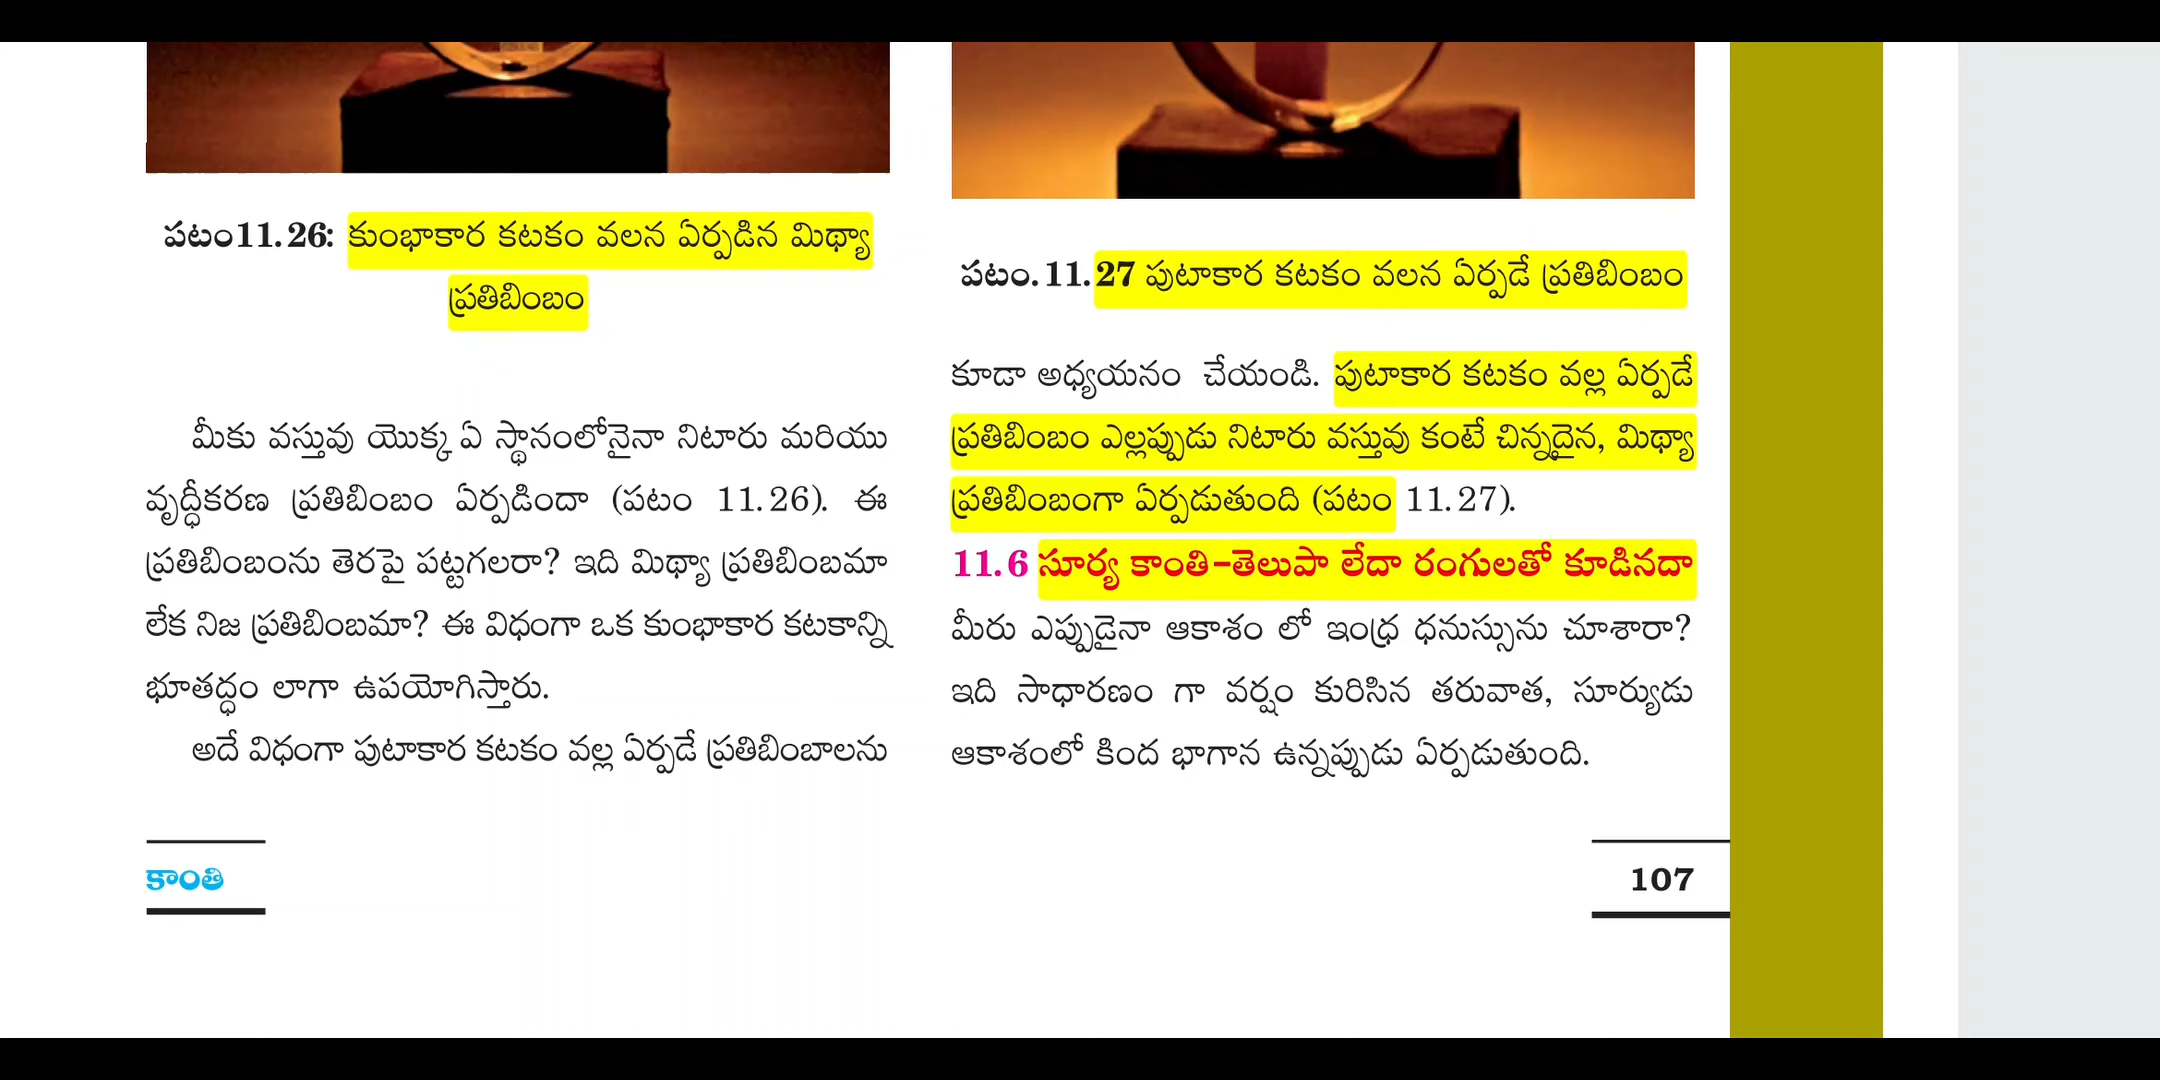 పటం11.26: కుంభాకార కటకం వలన ఏర్పడిన మిథ్యా
ప్రతిబింబం
మీకు వస్తువు యొక్క ఏ స్థానంలోనైనా నిటారు మరియు
వృద్ధీకరణ ప్రతిబింబం ఏర్పడిందా (పటం 11.26). ఈ
ప్రతిబింబంను తెరపై పట్టగలరా? ఇది మిథ్యా ప్రతిబింబమా
లేక నిజ ప్రతిబింబమా? ఈ విధంగా ఒక కుంభాకార కటకాన్ని
భూతద్దం లాగా ఉపయోగిస్తారు.
అదే విధంగా పుటాకార కటకం వల్ల ఏర్పడే ప్రతిబింబాలను
పటం.11.27 పుటాకార కటకం వలన ఏర్పడే ప్రతిబింబం
కూడా అధ్యయనం చేయండి. పుటాకార కటకం వల్ల ఏర్పడే
ప్రతిబింబం ఎల్లప్పుడు నిటారు వస్తువు కంటే చిన్నదైన, మిథ్యా
ప్రతిబింబంగా ఏర్పడుతుంది (పటం 11.27).
11.6 సూర్య కాంతి-తెలుపా లేదా రంగులతో కూడినదా
మీరు ఎప్పుడైనా ఆకాశం లో ఇంధ్ర ధనుస్సును చూశారా?
ఇది సాధారణం గా వర్షం కురిసిన తరువాత, సూర్యుడు
ఆకాశంలో కింద భాగాన ఉన్నప్పుడు ఏర్పడుతుంది.
కాంతి
107